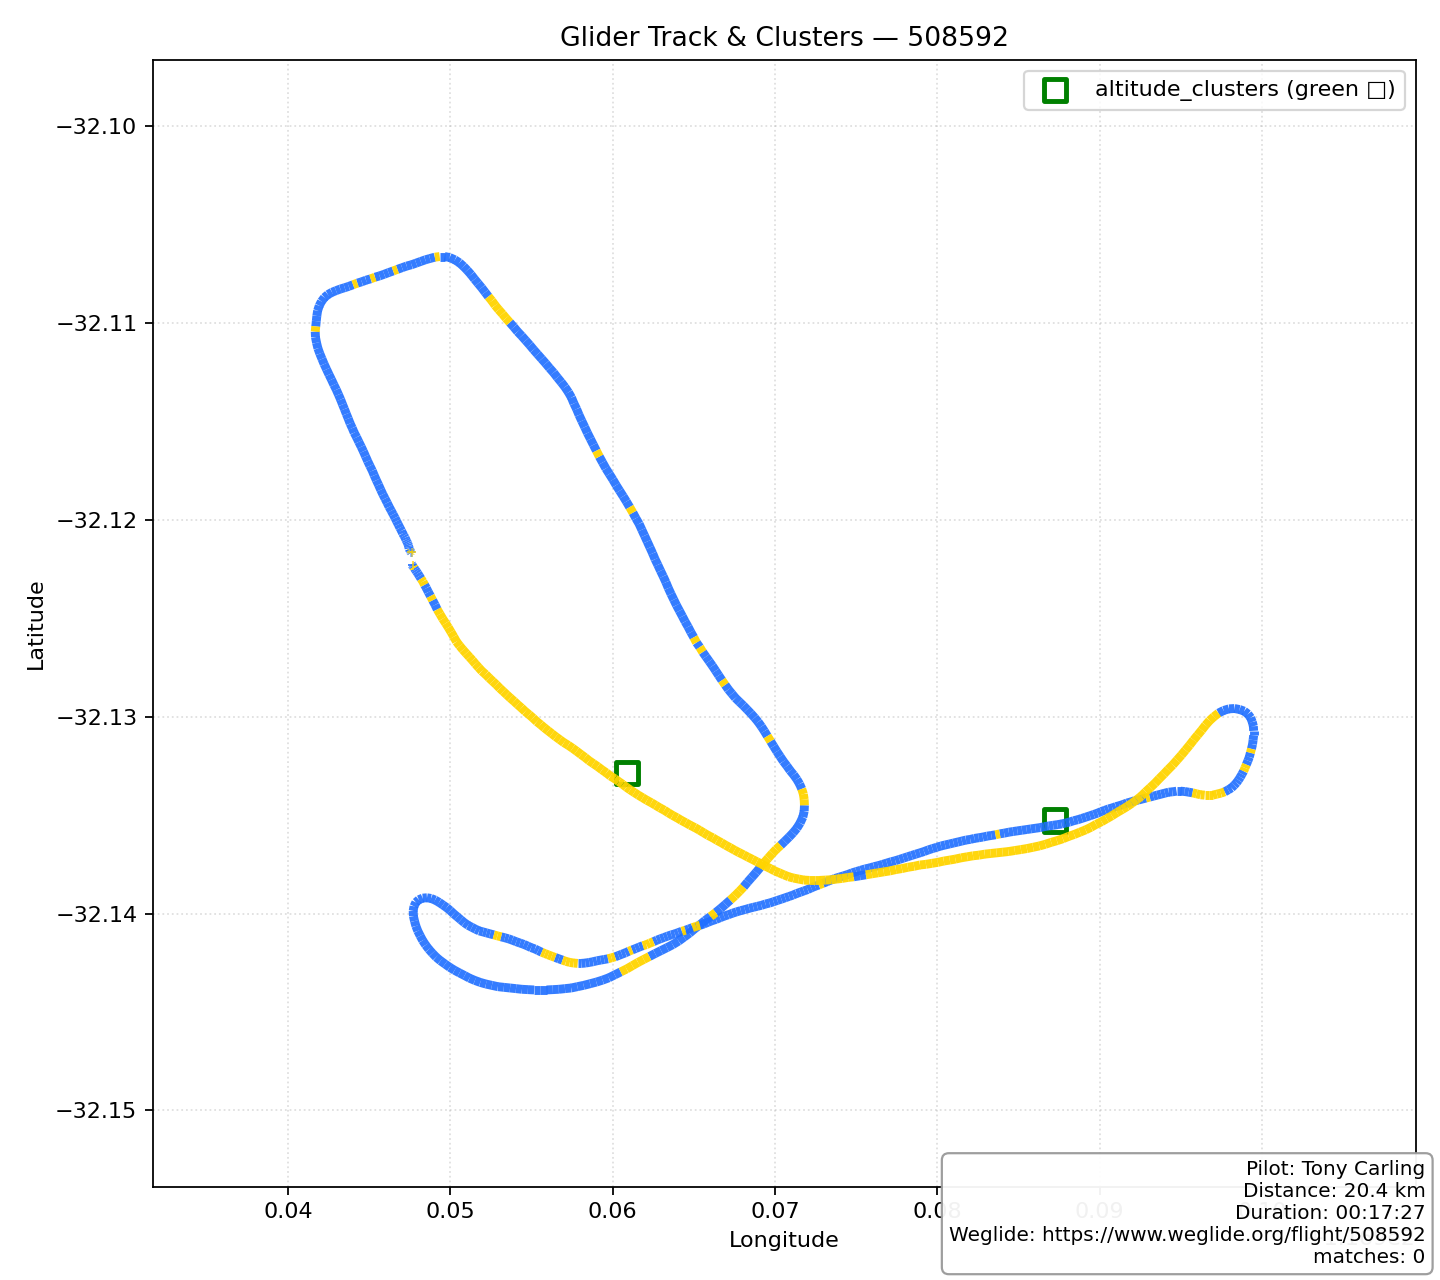 Glider Track & Clusters — 508592
altitude_clusters (green □)
−32.10
−32.11
−32.12
−32.13
−32.14
−32.15
Latitude
0.04 0.05 0.06 0.07 0.08 0.09
Longitude
Pilot: Tony Carling
Distance: 20.4 km
Duration: 00:17:27
Weglide: https://www.weglide.org/flight/508592
matches: 0